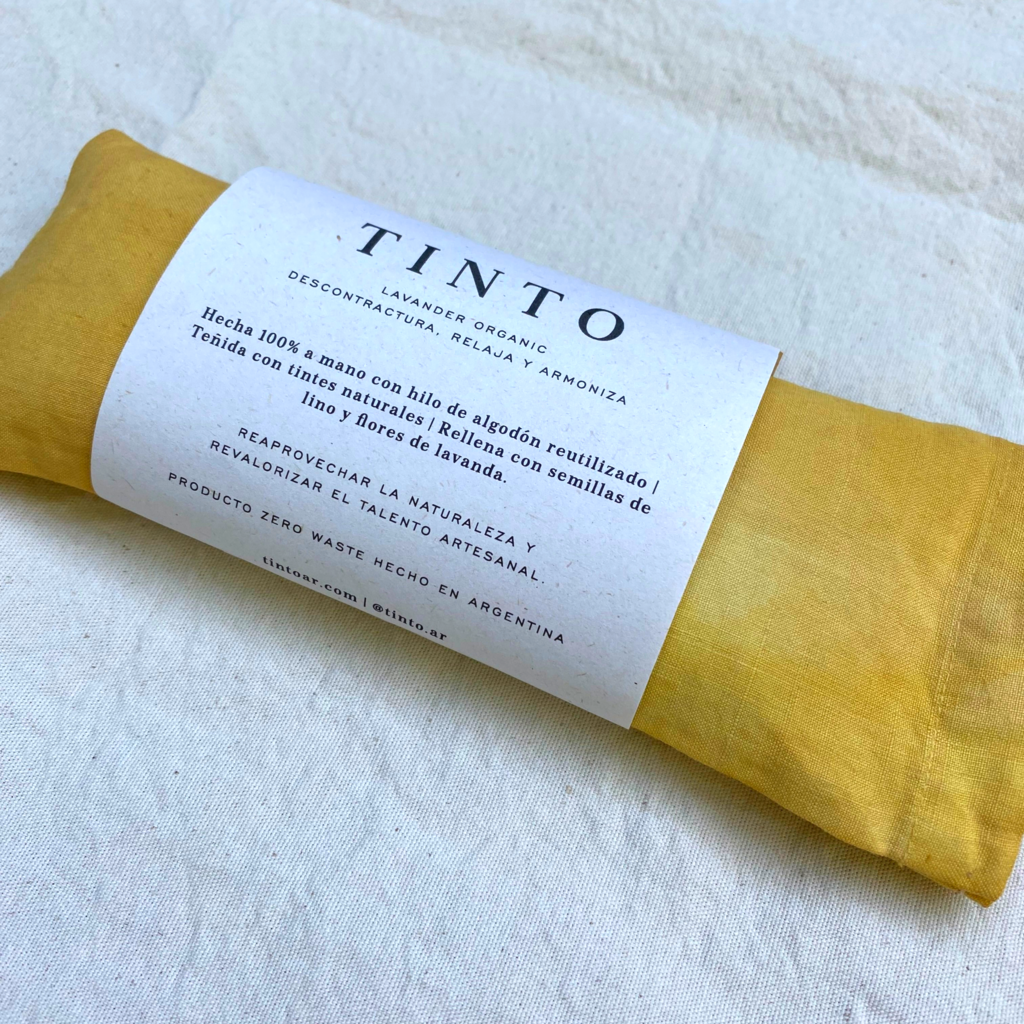 TINTO
LAVANDER ORGANIC
DESCONTRACTURA, RELAJA Y ARMONIZA
Hecha 100% a mano con hilo de algodón reutilizado |
Teñida con tintes naturales | Rellena con semillas de
lino y flores de lavanda.
REAPROVECHAR LA NATURALEZA Y
REVALORIZAR EL TALENTO ARTESANAL.
PRODUCTO ZERO WASTE HECHO EN ARGENTINA
tintoar.com | @tinto.ar